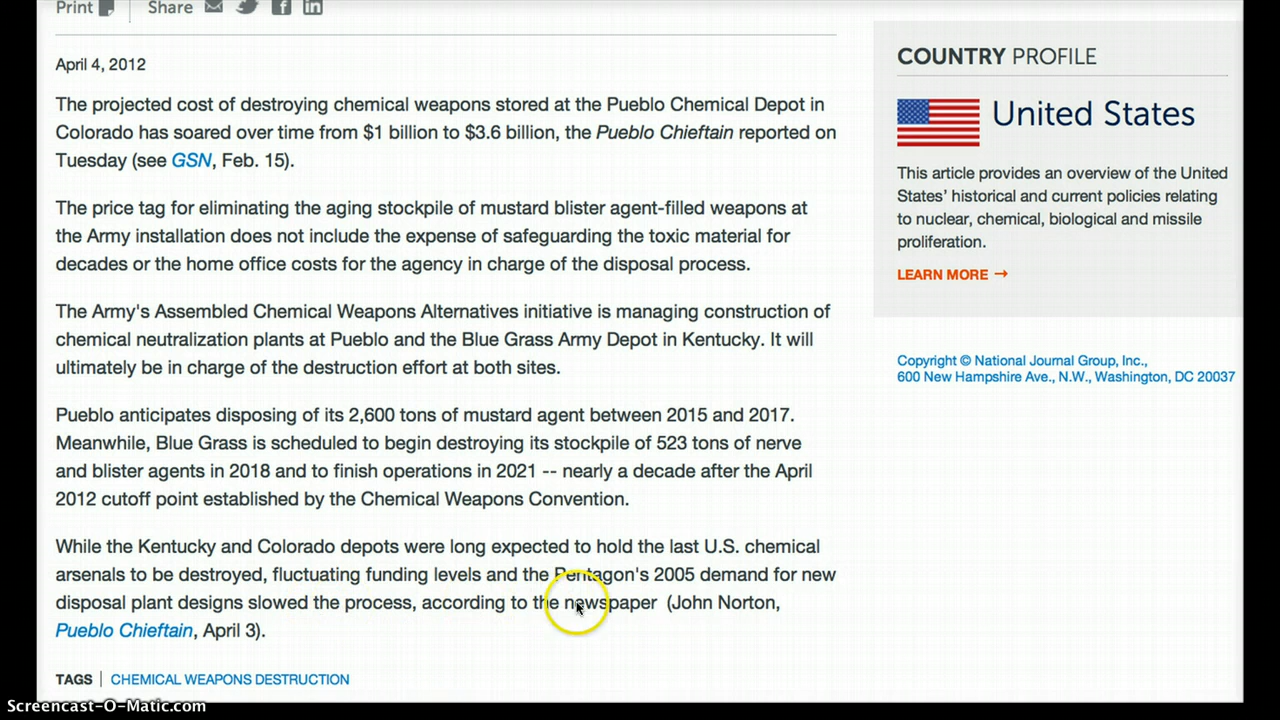 Print Share
April 4, 2012
The projected cost of destroying chemical weapons stored at the Pueblo Chemical Depot in
Colorado has soared over time from $1 billion to $3.6 billion, the Pueblo Chieftain reported on
Tuesday (see GSN, Feb. 15).
The price tag for eliminating the aging stockpile of mustard blister agent-filled weapons at
the Army installation does not include the expense of safeguarding the toxic material for
decades or the home office costs for the agency in charge of the disposal process.
The Army's Assembled Chemical Weapons Alternatives initiative is managing construction of
chemical neutralization plants at Pueblo and the Blue Grass Army Depot in Kentucky. It will
ultimately be in charge of the destruction effort at both sites.
Pueblo anticipates disposing of its 2,600 tons of mustard agent between 2015 and 2017.
Meanwhile, Blue Grass is scheduled to begin destroying its stockpile of 523 tons of nerve
and blister agents in 2018 and to finish operations in 2021 -- nearly a decade after the April
2012 cutoff point established by the Chemical Weapons Convention.
While the Kentucky and Colorado depots were long expected to hold the last U.S. chemical
arsenals to be destroyed, fluctuating funding levels and the Pentagon's 2005 demand for new
disposal plant designs slowed the process, according to the newspaper (John Norton,
Pueblo Chieftain, April 3).
TAGS | CHEMICAL WEAPONS DESTRUCTION
COUNTRY PROFILE
United States
This article provides an overview of the United
States' historical and current policies relating
to nuclear, chemical, biological and missile
proliferation.
LEARN MORE →
Copyright © National Journal Group, Inc.,
600 New Hampshire Ave., N.W., Washington, DC 20037
Screencast-O-Matic.com